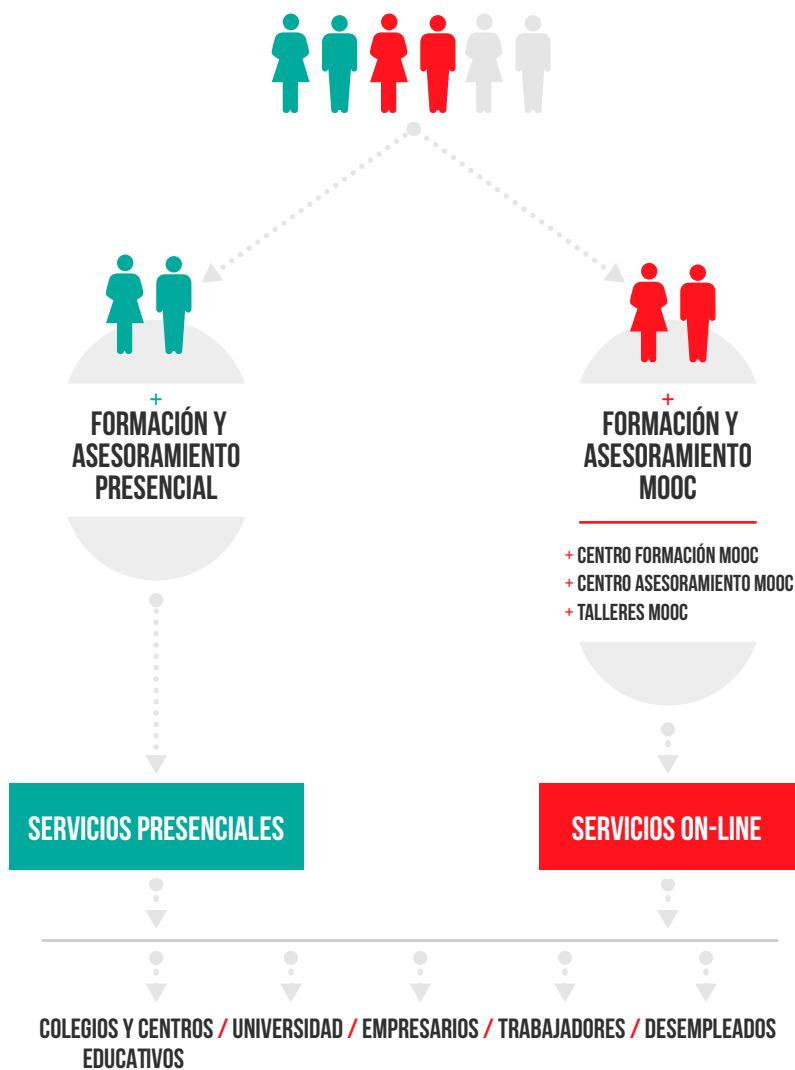 +
FORMACIÓN Y
ASESORAMIENTO
PRESENCIAL
+
FORMACIÓN Y
ASESORAMIENTO
MOOC
+ CENTRO FORMACIÓN MOOC
+ CENTRO ASESORAMIENTO MOOC
+ TALLERES MOOC
SERVICIOS PRESENCIALES
SERVICIOS ON-LINE
COLEGIOS Y CENTROS / UNIVERSIDAD / EMPRESARIOS / TRABAJADORES / DESEMPLEADOS
EDUCATIVOS